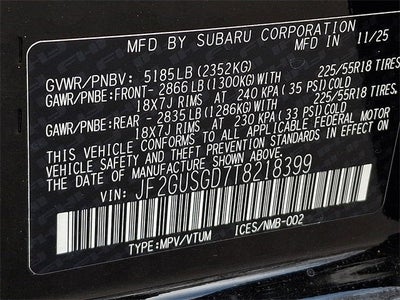 MFD BY SUBARU CORPORATION 11/25
GVWR/PNBV: 5185LB (2352KG)
GAWR/PNBE: FRONT- 2866 LB (1300KG) WITH 225/55R18 TIRES,
18X7J RIMS AT 240 KPA (35 PSI) COLD
GAWR/PNBE: REAR - 2835 LB (1286KG) WITH 225/55R18 TIRES,
18X7J RIMS AT 230 KPA (33 PSI) COLD
THIS VEHICLE CONFORMS TO ALL APPLICABLE FEDERAL MOTOR
VEHICLE SAFETY AND THEFT PREVENTION STANDARDS
IN EFFECT ON THE DATE OF MANUFACTURE SHOWN ABOVE.
VIN: JF2GUSGD7T8218399
TYPE:MPV/VTUM ICES/NMB-002